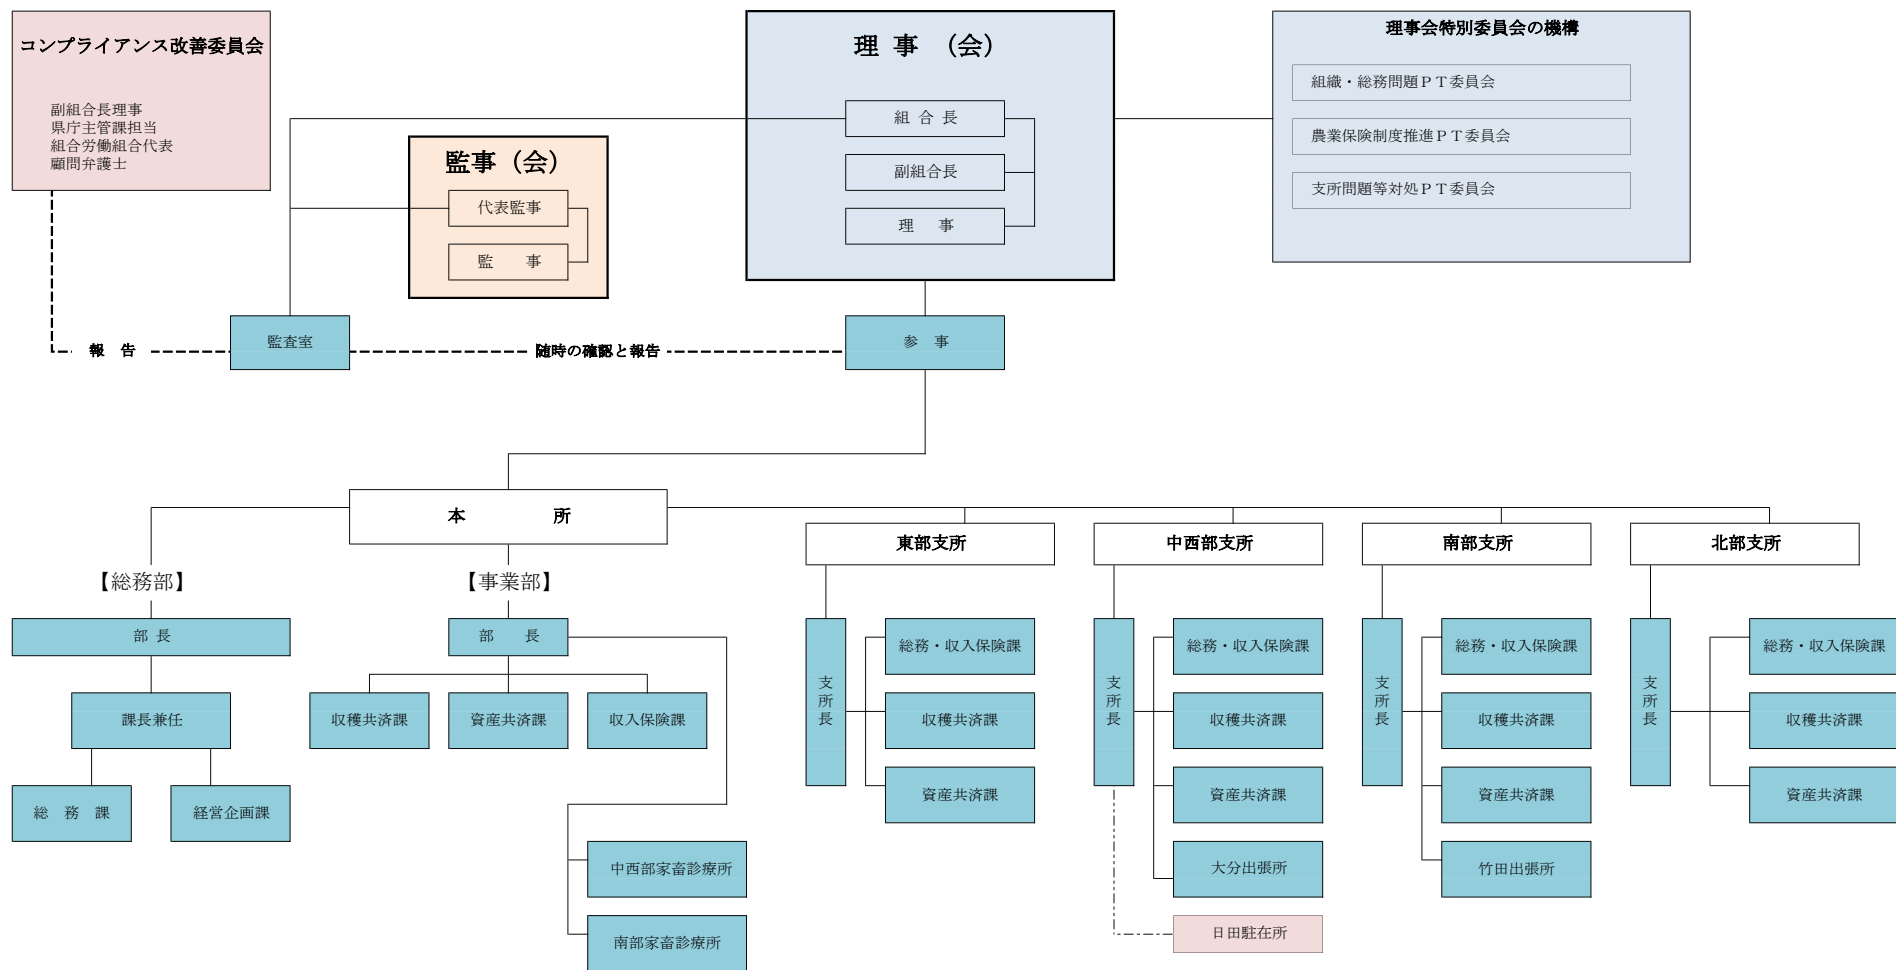 コンプライアンス改善委員会
副組合長理事
県庁主管課担当
組合労働組合代表
顧問弁護士
理 事 （会）
組 合 長
副組合長
理 事
理事会特別委員会の機構
組織・総務問題ＰＴ委員会
農業保険制度推進ＰＴ委員会
支所問題等対処ＰＴ委員会
監事（会）
代表監事
監 事
報 告
監査室
随時の確認と報告
参 事
本 所
東部支所
中西部支所
南部支所
北部支所
【総務部】
部 長
課長兼任
総 務 課
経営企画課
【事業部】
部 長
収穫共済課
資産共済課
収入保険課
中西部家畜診療所
南部家畜診療所
支所長
総務・収入保険課
収穫共済課
資産共済課
支所長
総務・収入保険課
収穫共済課
資産共済課
大分出張所
日田駐在所
支所長
総務・収入保険課
収穫共済課
資産共済課
竹田出張所
支所長
総務・収入保険課
収穫共済課
資産共済課